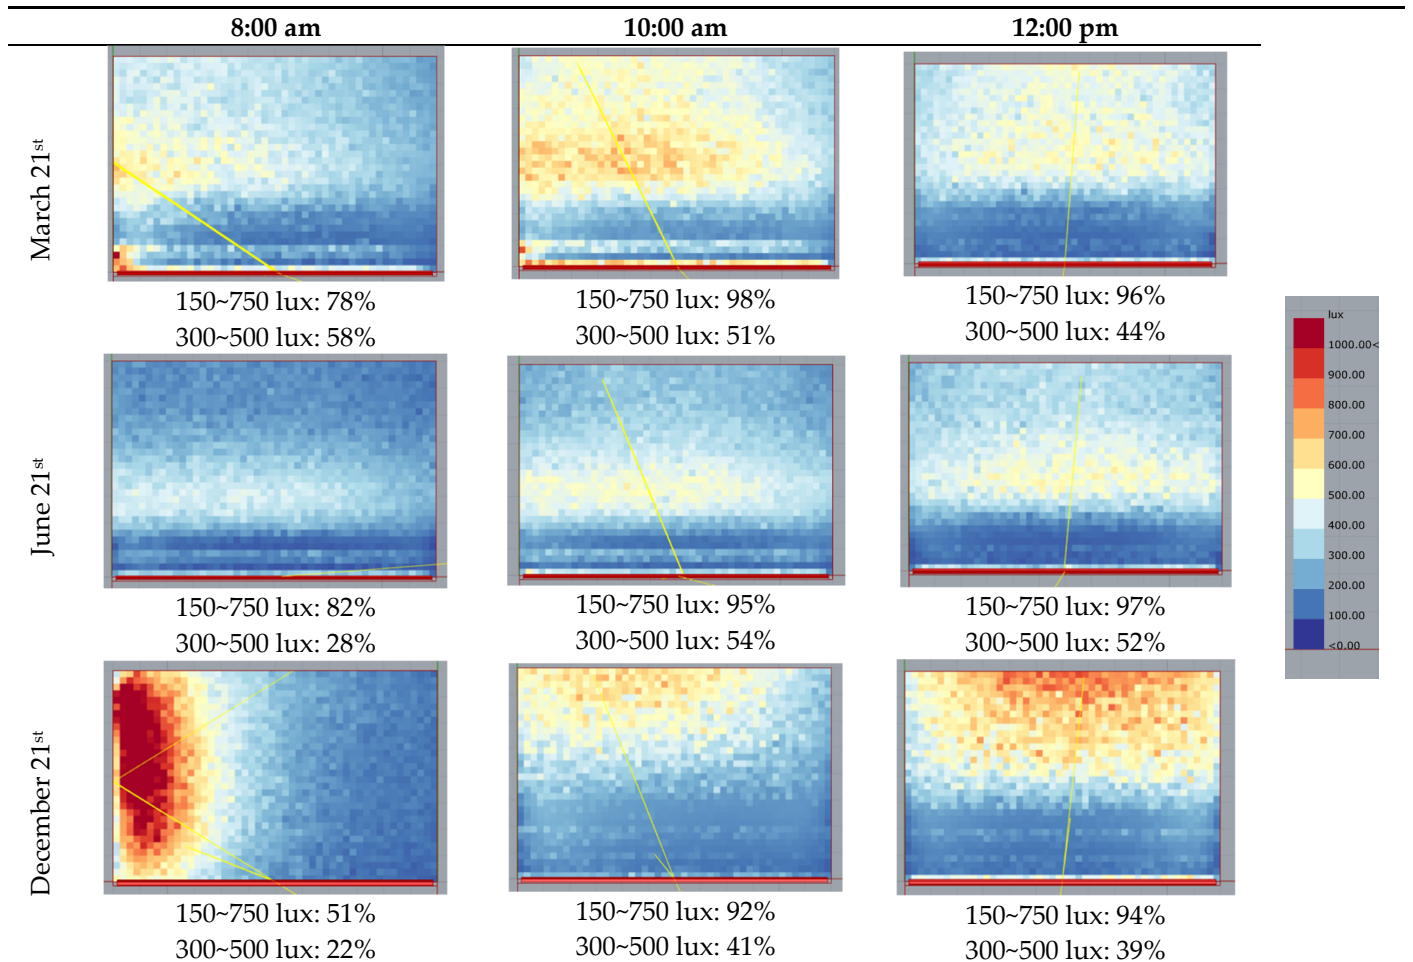 8:00 am 10:00 am 12:00 pm
March 21st
150~750 lux: 78% 150~750 lux: 98% 150~750 lux: 96%
300~500 lux: 58% 300~500 lux: 51% 300~500 lux: 44%
June 21st
150~750 lux: 82% 150~750 lux: 95% 150~750 lux: 97%
300~500 lux: 28% 300~500 lux: 54% 300~500 lux: 52%
December 21st
150~750 lux: 51% 150~750 lux: 92% 150~750 lux: 94%
300~500 lux: 22% 300~500 lux: 41% 300~500 lux: 39%
lux
1000.00<
900.00
800.00
700.00
600.00
500.00
400.00
300.00
200.00
100.00
<0.00